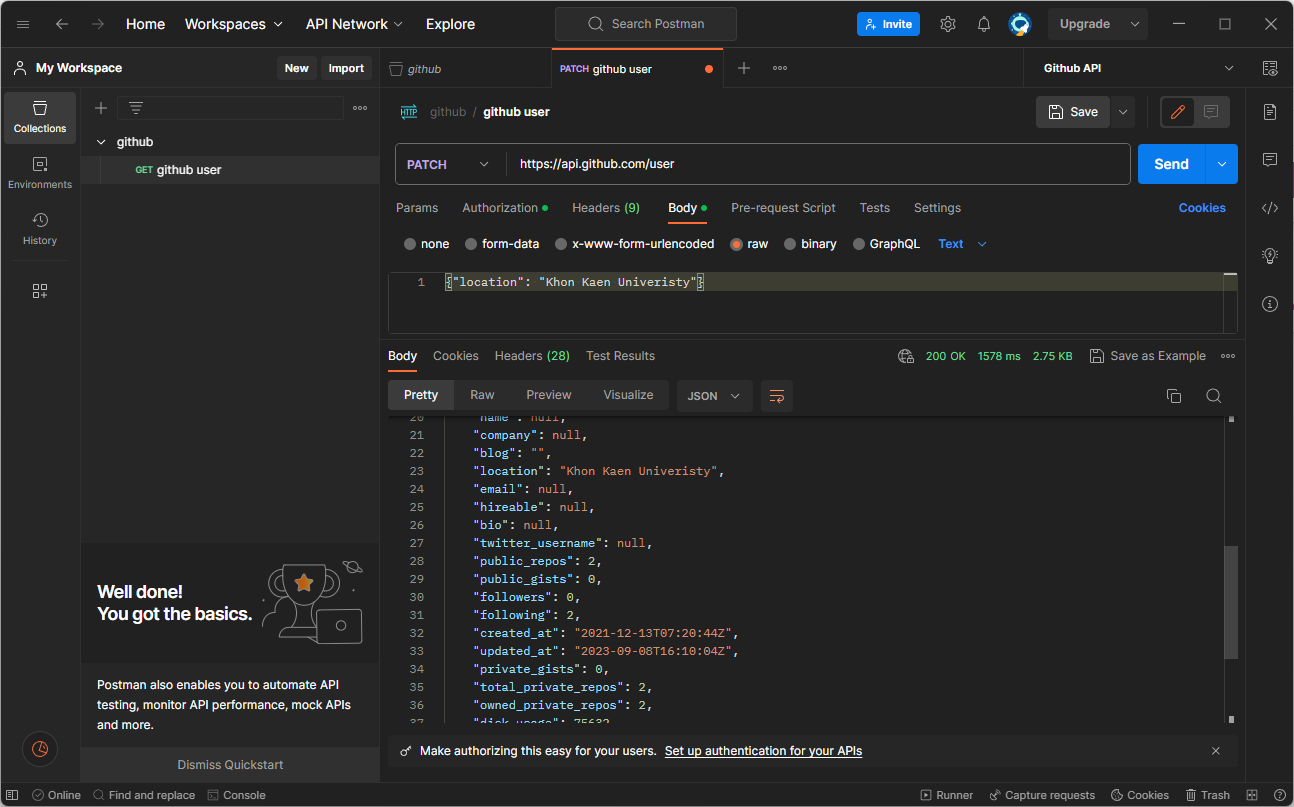 Home Workspaces API Network Explore Search Postman Invite Upgrade
My Workspace New Import github PATCH github user Github API
Collections
Environments
History
github
GET github user
HTTP github / github user Save
PATCH https://api.github.com/user Send
Params Authorization Headers (9) Body Pre-request Script Tests Settings Cookies
none form-data x-www-form-urlencoded raw binary GraphQL Text
1 {"location": "Khon Kaen Univeristy"}
Body Cookies Headers (28) Test Results 200 OK 1578 ms 2.75 KB Save as Example
Pretty Raw Preview Visualize JSON
20 "name": null,
21 "company": null,
22 "blog": "",
23 "location": "Khon Kaen Univeristy",
24 "email": null,
25 "hireable": null,
26 "bio": null,
27 "twitter_username": null,
28 "public_repos": 2,
29 "public_gists": 0,
30 "followers": 0,
31 "following": 2,
32 "created_at": "2021-12-13T07:20:44Z",
33 "updated_at": "2023-09-08T16:10:04Z",
34 "private_gists": 0,
35 "total_private_repos": 2,
36 "owned_private_repos": 2,
37 "disk_usage": 75632
Well done!
You got the basics.
Postman also enables you to automate API
testing, monitor API performance, mock APIs
and more.
Dismiss Quickstart
Make authorizing this easy for your users. Set up authentication for your APIs
Online Find and replace Console Runner Capture requests Cookies Trash